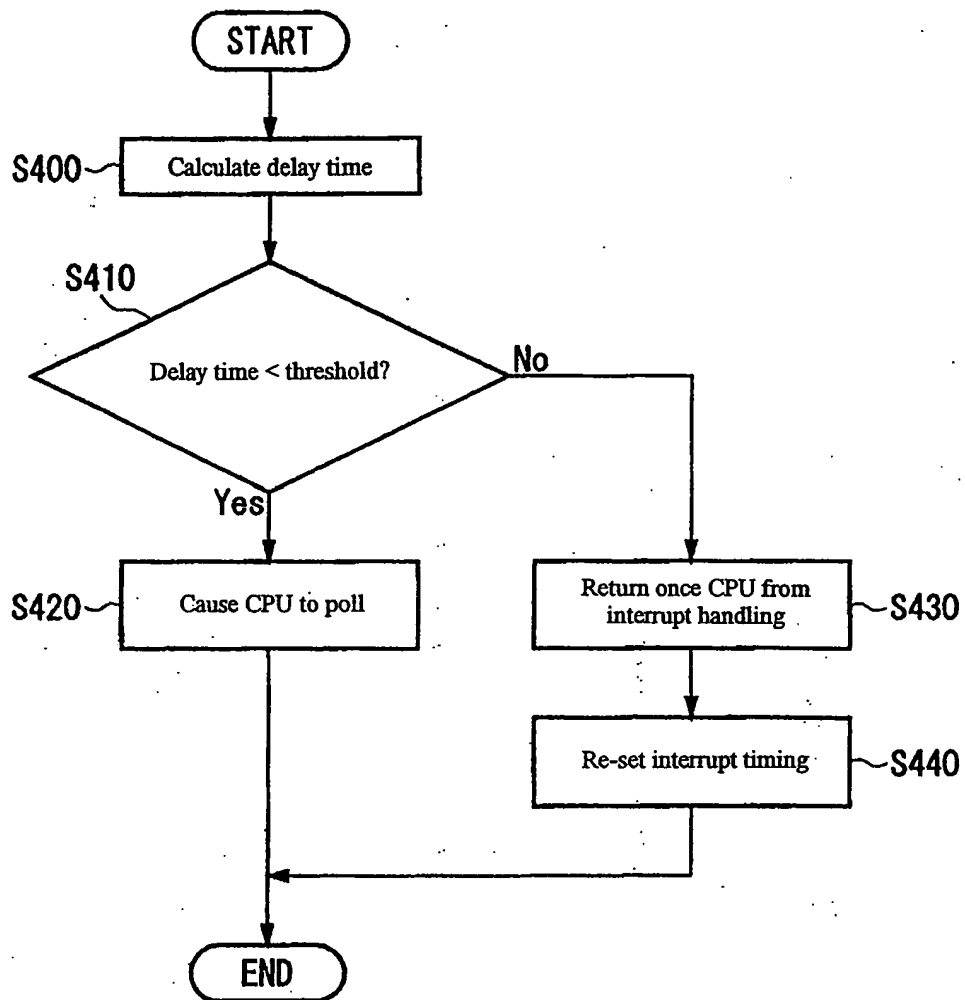 START
S400
Calculate delay time
S410
Delay time < threshold?
No
Yes
S420
Cause CPU to poll
Return once CPU from
interrupt handling
S430
Re-set interrupt timing
S440
END